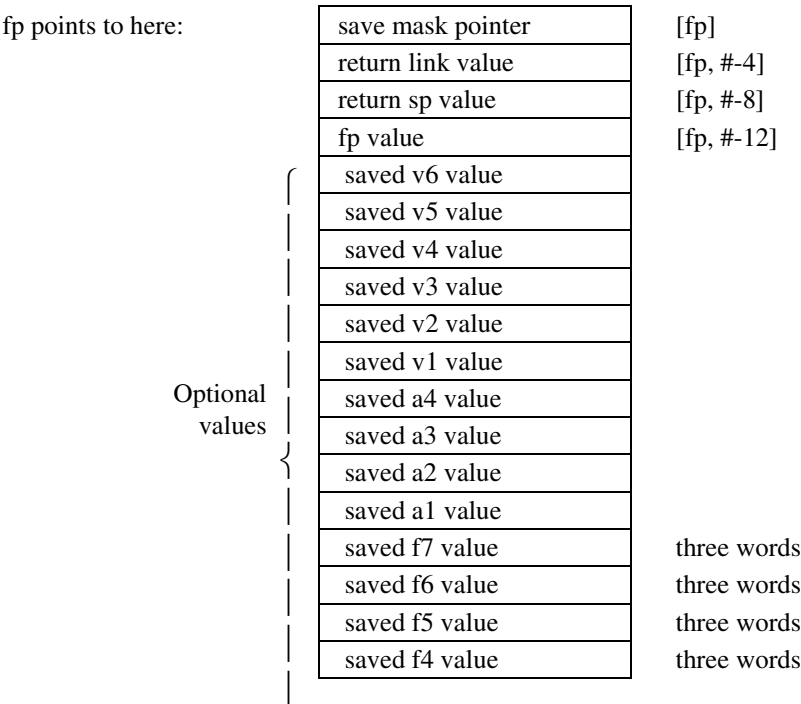 fp points to here: save mask pointer [fp]
return link value [fp, #-4]
return sp value [fp, #-8]
fp value [fp, #-12]
saved v6 value
saved v5 value
saved v4 value
saved v3 value
saved v2 value
saved v1 value
Optional
values
saved a4 value
saved a3 value
saved a2 value
saved a1 value
saved f7 value three words
saved f6 value three words
saved f5 value three words
saved f4 value three words